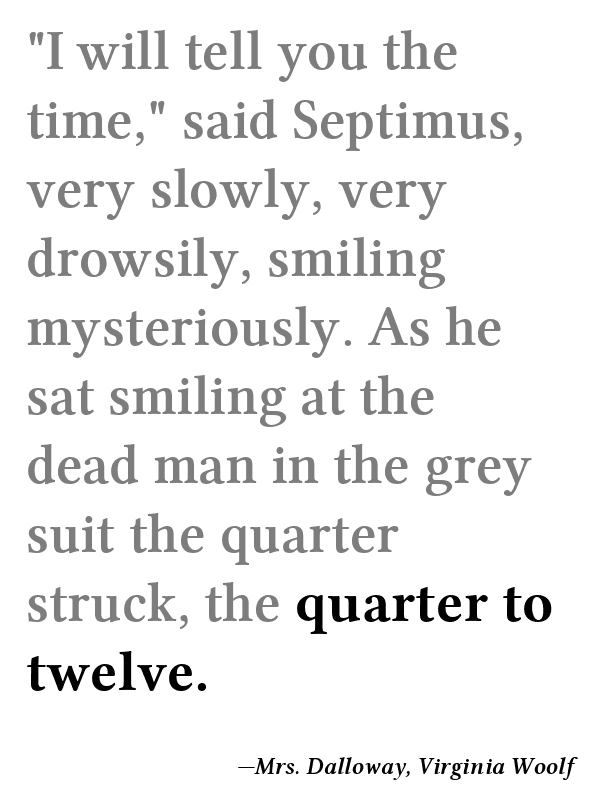 "I will tell you the
time," said Septimus,
very slowly, very
drowsily, smiling
mysteriously. As he
sat smiling at the
dead man in the grey
suit the quarter
struck, the quarter to
twelve.
—Mrs. Dalloway, Virginia Woolf